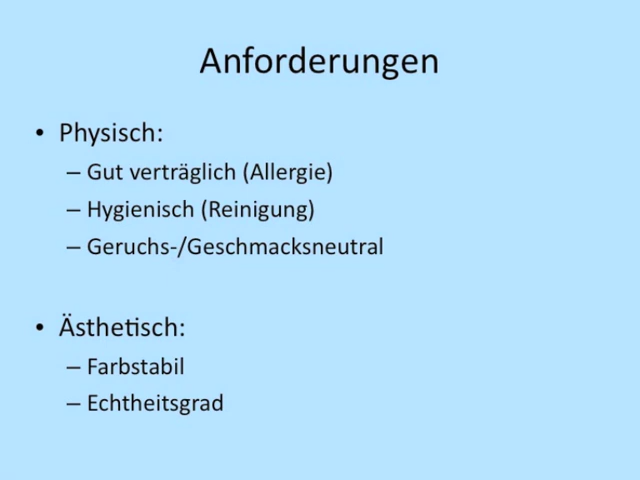 Anforderungen
• Physisch:
– Gut verträglich (Allergie)
– Hygienisch (Reinigung)
– Geruchs-/Geschmacksneutral
• Ästhetisch:
– Farbstabil
– Echtheitsgrad